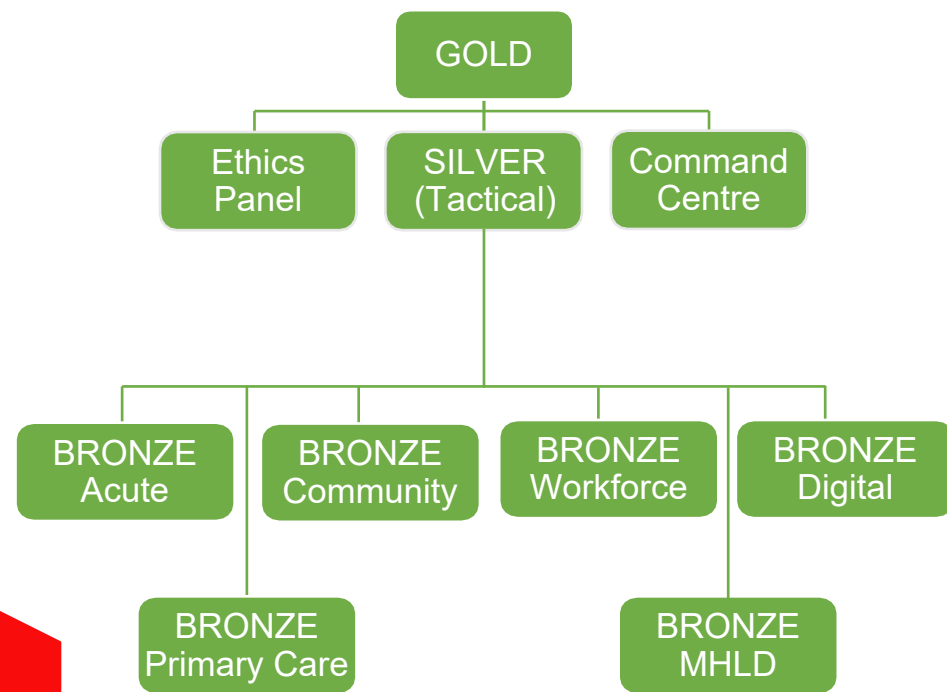 GOLD
Ethics
Panel
SILVER
(Tactical)
Command
Centre
BRONZE
Acute
BRONZE
Community
BRONZE
Workforce
BRONZE
Digital
BRONZE
Primary Care
BRONZE
MHLD